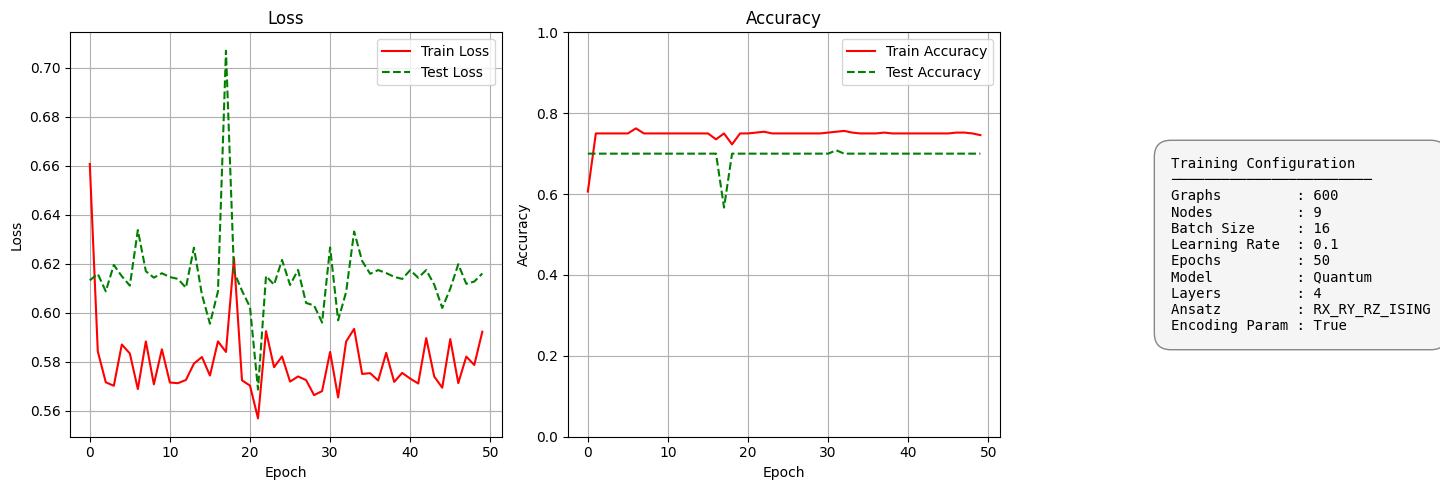 Loss
Train Loss
Test Loss
0.70
0.68
0.66
0.64
0.62
0.60
0.58
0.56
Loss
0
10
20
30
40
50
Epoch
Accuracy
Train Accuracy
Test Accuracy
1.0
0.8
0.6
0.4
0.2
0.0
Accuracy
0
10
20
30
40
50
Epoch
Training Configuration
Graphs : 600
Nodes : 9
Batch Size : 16
Learning Rate : 0.1
Epochs : 50
Model : Quantum
Layers : 4
Ansatz : RX_RY_RZ_ISING
Encoding Param : True